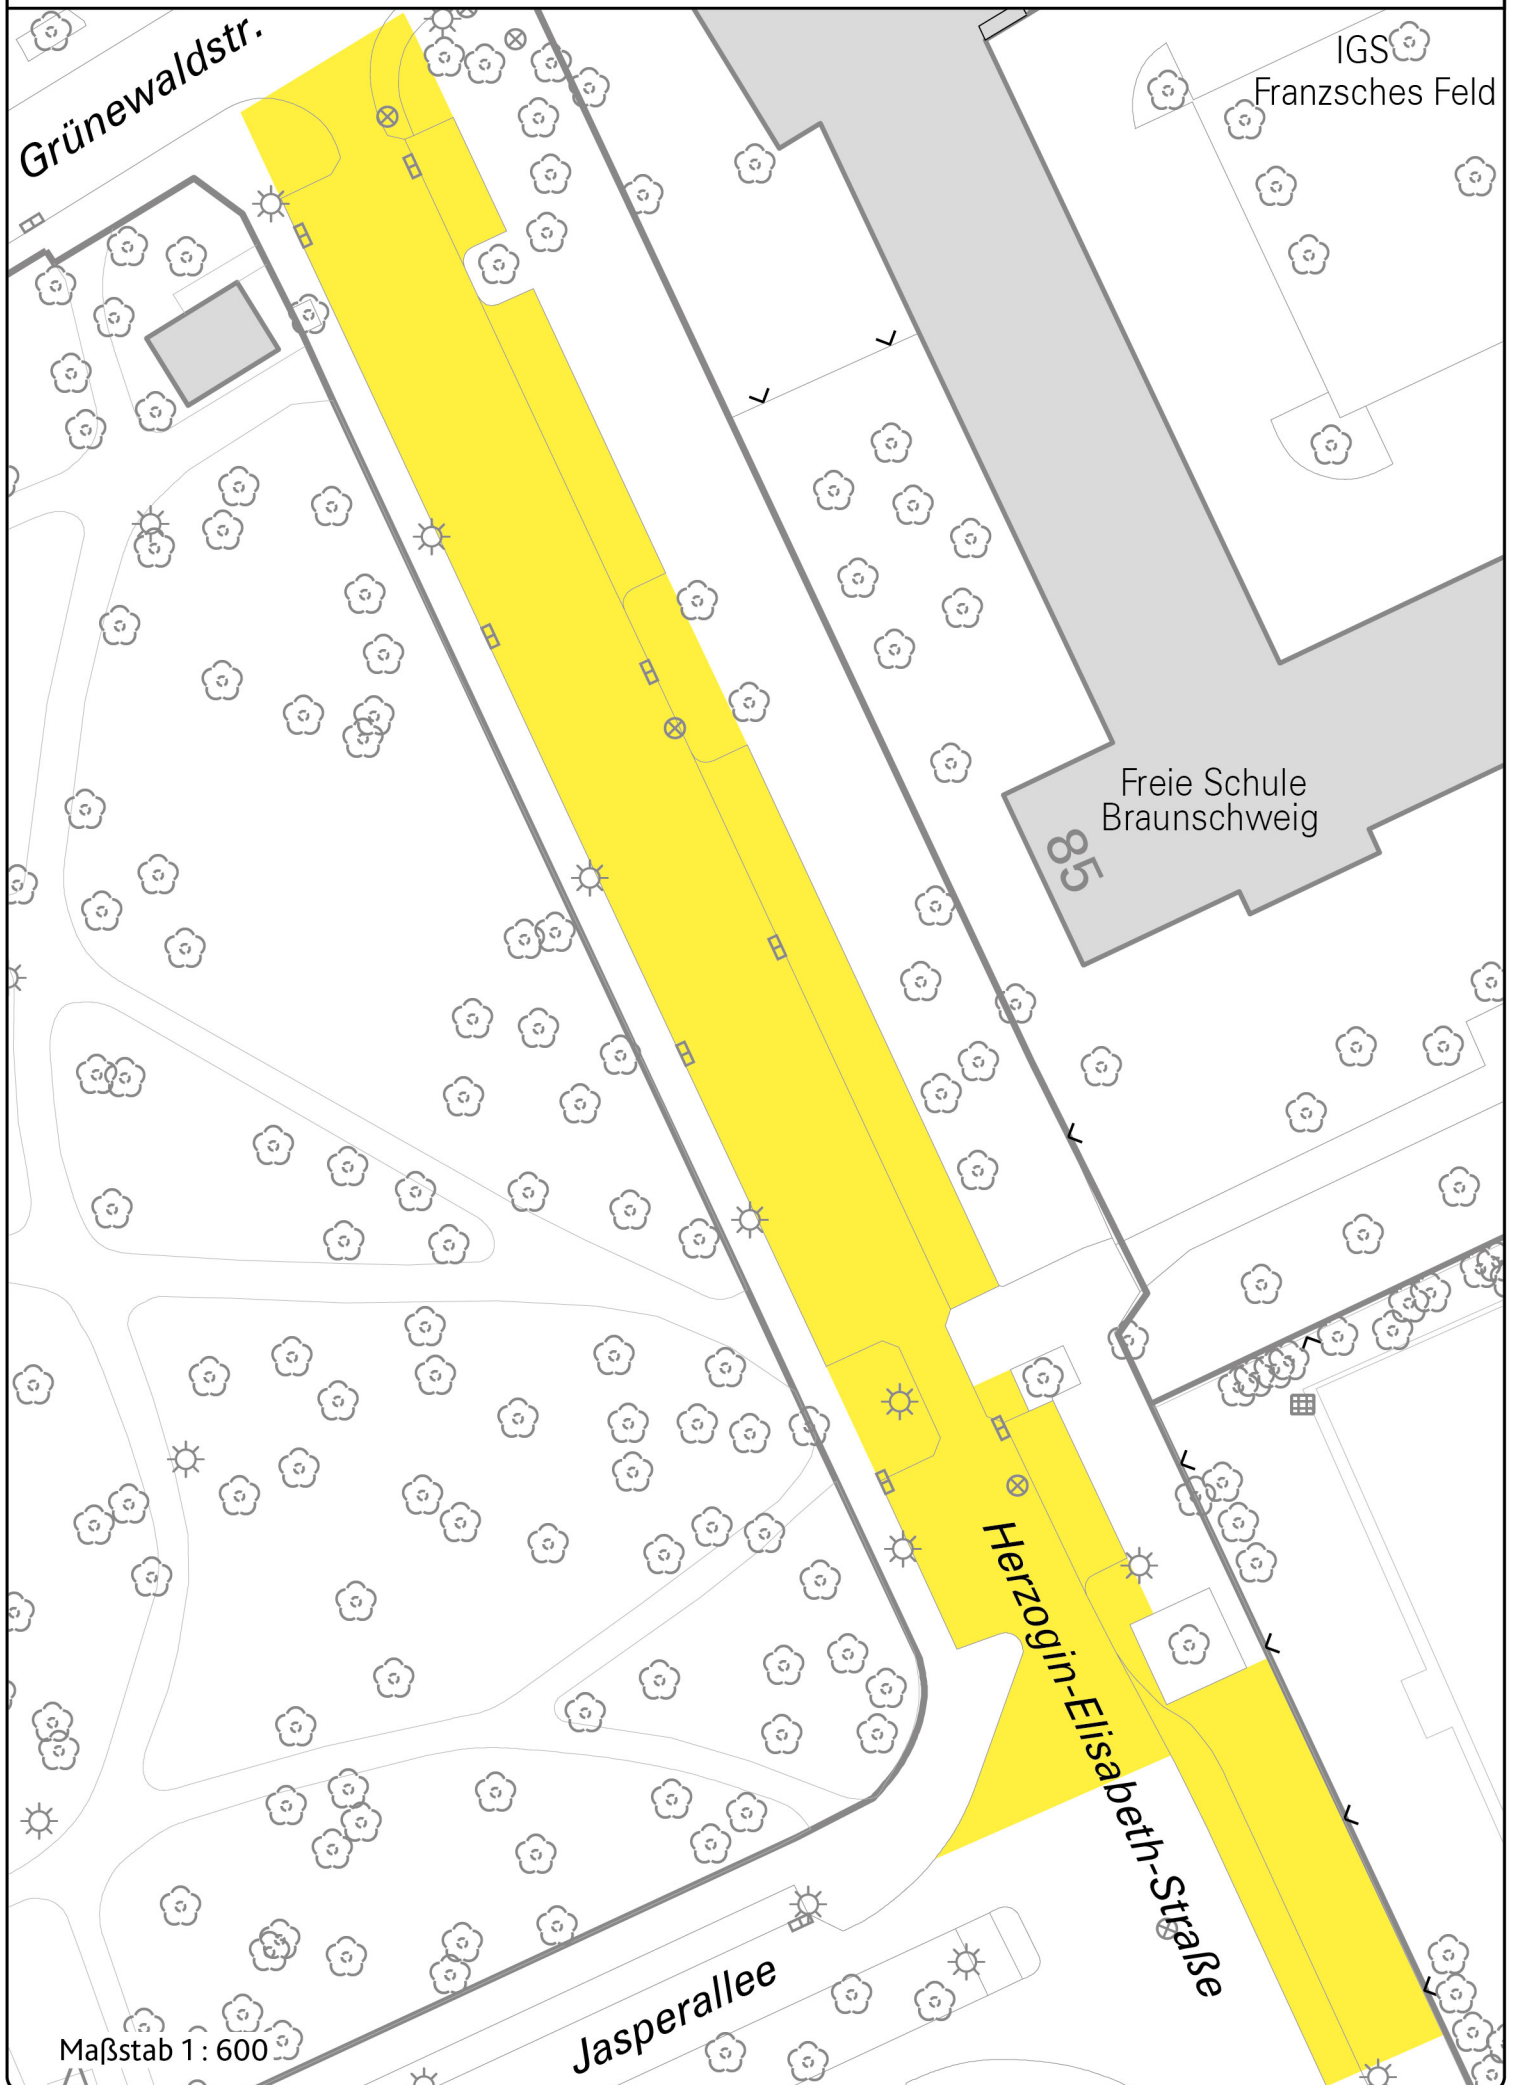 Grünewaldstr.
IGS
Franzsches Feld
Freie Schule
Braunschweig
85
Herzogin-Elisabeth-Straße
Jasperallee
Maßstab 1 : 600